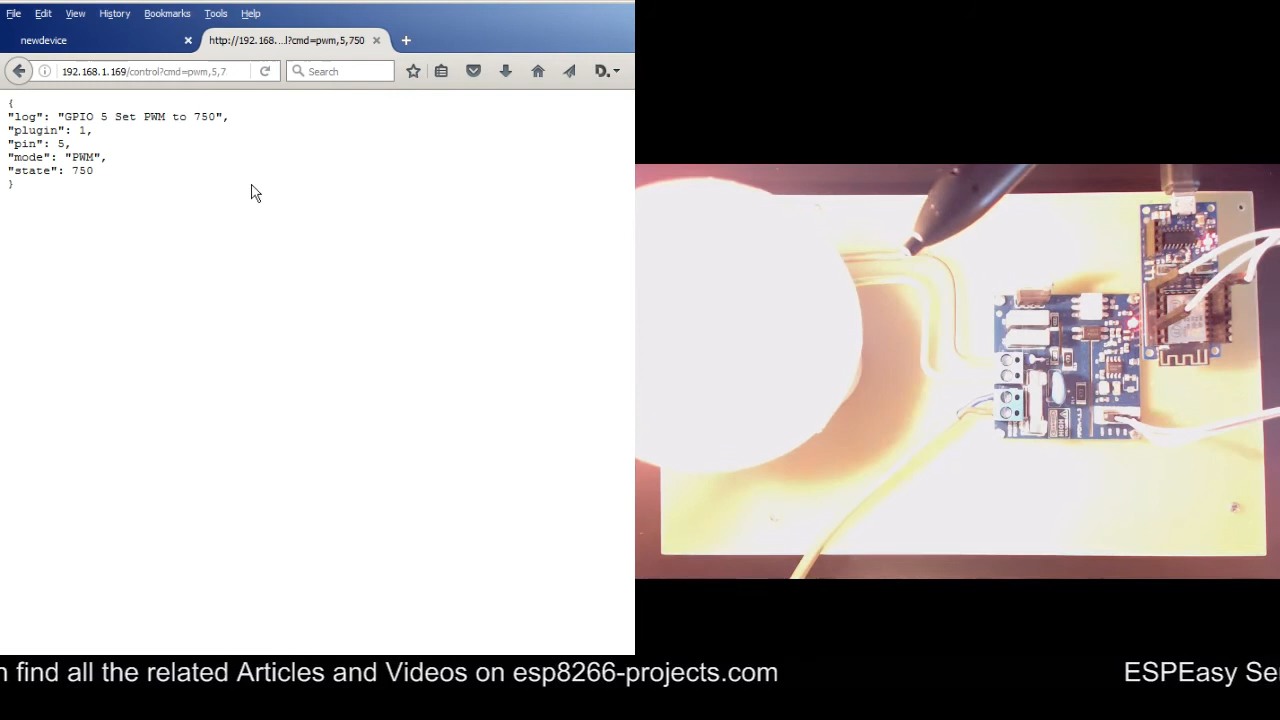 File Edit View History Bookmarks Tools Help
newdevice
http://192.168. ...l?cmd=pwm,5,750
192.168.1.169/control?cmd=pwm,5,7
Search
D.
{
"log": "GPIO 5 Set PWM to 750",
"plugin": 1,
"pin": 5,
"mode": "PWM",
"state": 750
}
HIGH
n find all the related Articles and Videos on esp8266-projects.com
ESPEasy Se